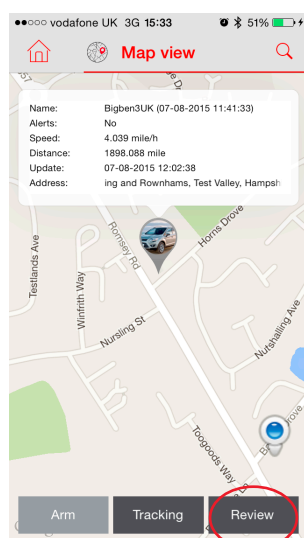 vodafone UK 3G 15:33 51%
Map view
Name: Bigben3UK (07-08-2015 11:41:33)
Alerts: No
Speed: 4.039 mile/h
Distance: 1898.088 mile
Update: 07-08-2015 12:02:38
Address: ing and Rownhams, Test Valley, Hampsh
Romsey Rd
Horns Drove
Testlands Ave
Winfrith Way
Nursling St
Nutshalling Ave
Toogoods Way
Arm Tracking Review